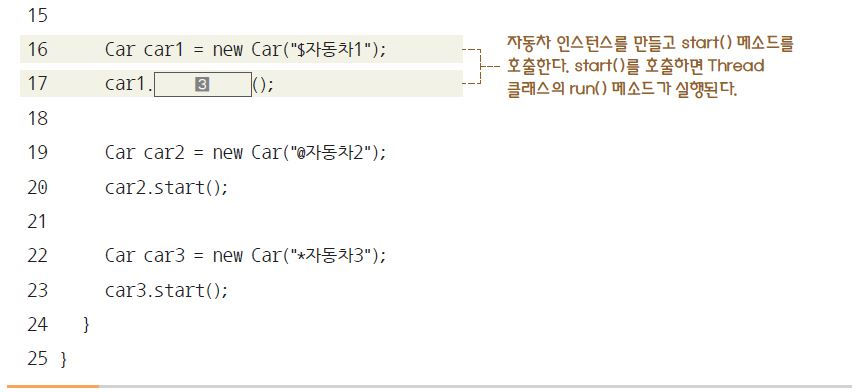 15
16 Car car1 = new Car("$자동차1");
17 car1. 3 ();
자동차 인스턴스를 만들고 start() 메소드를
호출한다. start()를 호출하면 Thread
클래스의 run() 메소드가 실행된다.
18
19 Car car2 = new Car("@자동차2");
20 car2.start();
21
22 Car car3 = new Car("*자동차3");
23 car3.start();
24 }
25 }